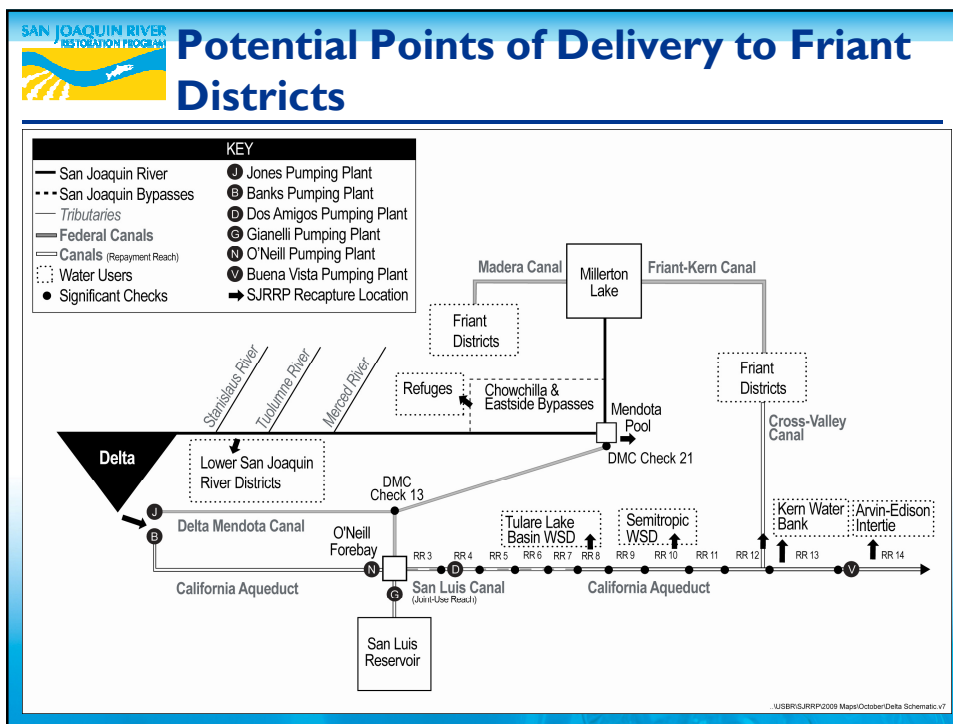 SAN JOAQUIN RIVER
RESTORATION PROGRAM
Potential Points of Delivery to Friant
Districts
KEY
San Joaquin River
San Joaquin Bypasses
Tributaries
Federal Canals
Canals (Repayment Reach)
Water Users
Significant Checks
J Jones Pumping Plant
B Banks Pumping Plant
D Dos Amigos Pumping Plant
G Gianelli Pumping Plant
N O'Neill Pumping Plant
V Buena Vista Pumping Plant
SJRRP Recapture Location
Madera Canal
Millerton
Lake
Friant-Kern Canal
Friant
Districts
Friant
Districts
Stanislaus River
Tuolumne River
Merced River
Refuges
Chowchilla &
Eastside Bypasses
Mendota
Pool
Cross-Valley
Canal
Delta
Lower San Joaquin
River Districts
DMC Check 21
DMC
Check 13
J
B
Delta Mendota Canal
O'Neill
Forebay
Tulare Lake
Basin WSD
Semitropic
WSD
Kern Water
Bank
Arvin-Edison
Intertie
RR 3 RR 4 RR 5 RR 6 RR 7 RR 8 RR 9 RR 10 RR 11 RR 12 RR 13 RR 14
N
D
V
G
California Aqueduct
San Luis Canal
(Joint-Use Reach)
California Aqueduct
San Luis
Reservoir
..\USBR\SJRRP\2009 Maps\October\Delta Schematic.v7